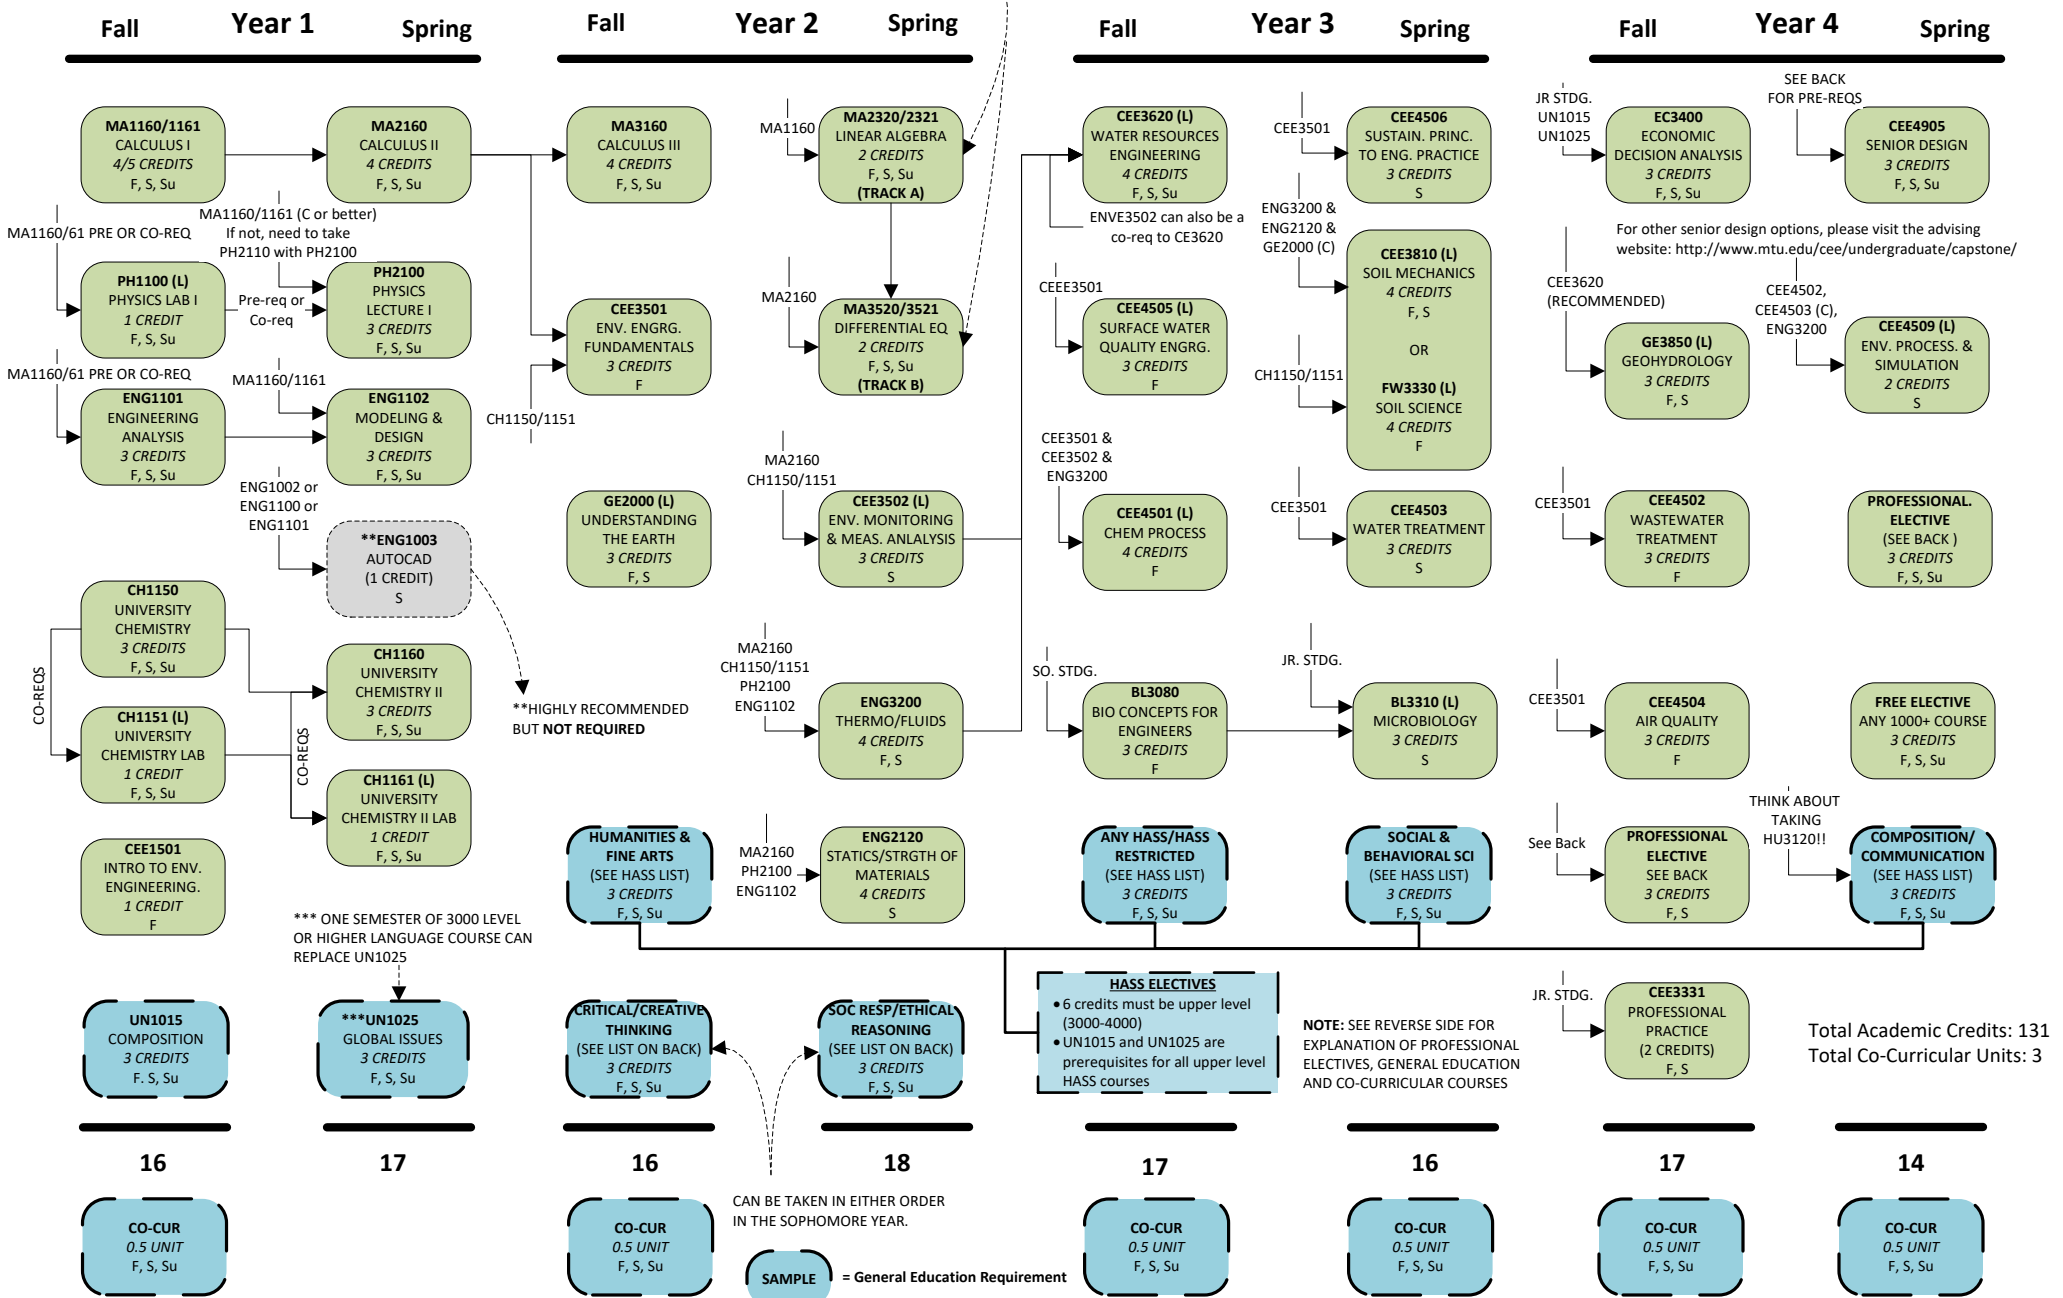 Fall
Year 1
Spring
Fall
Year 2
Spring
Fall
Year 3
Spring
Fall
Year 4
Spring
MA1160/1161
CALCULUS I
4/5 CREDITS
F, S, Su
MA1160/61 PRE OR CO-REQ
PH1100 (L)
PHYSICS LAB I
1 CREDIT
F, S, Su
MA1160/61 PRE OR CO-REQ
ENG1101
ENGINEERING
ANALYSIS
3 CREDITS
F, S, Su
CH1150
UNIVERSITY
CHEMISTRY
3 CREDITS
F, S, Su
CO-REQS
CH1151 (L)
UNIVERSITY
CHEMISTRY LAB
1 CREDIT
F, S, Su
CEE1501
INTRO TO ENV.
ENGINEERING.
1 CREDIT
F
UN1015
COMPOSITION
3 CREDITS
F. S, Su
16
CO-CUR
0.5 UNIT
F, S, Su
MA2160
CALCULUS II
4 CREDITS
F, S, Su
MA1160/1161 (C or better)
If not, need to take
PH2110 with PH2100
Pre-req or
Co-req
PH2100
PHYSICS
LECTURE I
3 CREDITS
F, S, Su
MA1160/1161
ENG1102
MODELING &
DESIGN
3 CREDITS
F, S, Su
ENG1002 or
ENG1100 or
ENG1101
**ENG1003
AUTOCAD
(1 CREDIT)
S
CH1160
UNIVERSITY
CHEMISTRY II
3 CREDITS
F, S, Su
CO-REQS
CH1161 (L)
UNIVERSITY
CHEMISTRY II LAB
1 CREDIT
F, S, Su
*** ONE SEMESTER OF 3000 LEVEL
OR HIGHER LANGUAGE COURSE CAN
REPLACE UN1025
***UN1025
GLOBAL ISSUES
3 CREDITS
F, S, Su
17
MA3160
CALCULUS III
4 CREDITS
F, S, Su
CEE3501
ENV. ENGRG.
FUNDAMENTALS
3 CREDITS
F
CH1150/1151
GE2000 (L)
UNDERSTANDING
THE EARTH
3 CREDITS
F, S
**HIGHLY RECOMMENDED
BUT NOT REQUIRED
HUMANITIES &
FINE ARTS
(SEE HASS LIST)
3 CREDITS
F, S, Su
CRITICAL/CREATIVE
THINKING
(SEE LIST ON BACK)
3 CREDITS
F, S, Su
16
CO-CUR
0.5 UNIT
F, S, Su
MA1160
MA2320/2321
LINEAR ALGEBRA
2 CREDITS
F, S, Su
(TRACK A)
MA2160
MA3520/3521
DIFFERENTIAL EQ
2 CREDITS
F, S, Su
(TRACK B)
MA2160
CH1150/1151
CEE3502 (L)
ENV. MONITORING
& MEAS. ANLALYSIS
3 CREDITS
S
MA2160
CH1150/1151
PH2100
ENG1102
ENG3200
THERMO/FLUIDS
4 CREDITS
F, S
MA2160
PH2100
ENG1102
ENG2120
STATICS/STRGTH OF
MATERIALS
4 CREDITS
S
SOC RESP/ETHICAL
REASONING
(SEE LIST ON BACK)
3 CREDITS
F, S, Su
18
CAN BE TAKEN IN EITHER ORDER
IN THE SOPHOMORE YEAR.
SAMPLE
= General Education Requirement
CEE3620 (L)
WATER RESOURCES
ENGINEERING
4 CREDITS
F, S, Su
ENVE3502 can also be a
co-req to CE3620
CEEE3501
CEE4505 (L)
SURFACE WATER
QUALITY ENGRG.
3 CREDITS
F
CEE3501 &
CEE3502 &
ENG3200
CEE4501 (L)
CHEM PROCESS
4 CREDITS
F
SO. STDG.
BL3080
BIO CONCEPTS FOR
ENGINEERS
3 CREDITS
F
ANY HASS/HASS
RESTRICTED
(SEE HASS LIST)
3 CREDITS
F, S, Su
HASS ELECTIVES
• 6 credits must be upper level
(3000-4000)
• UN1015 and UN1025 are
prerequisites for all upper level
HASS courses
17
CO-CUR
0.5 UNIT
F, S, Su
CEE3501
CEE4506
SUSTAIN. PRINC.
TO ENG. PRACTICE
3 CREDITS
S
ENG3200 &
ENG2120 &
GE2000 (C)
CEE3810 (L)
SOIL MECHANICS
4 CREDITS
F, S
OR
CH1150/1151
FW3330 (L)
SOIL SCIENCE
4 CREDITS
F
CEE3501
CEE4503
WATER TREATMENT
3 CREDITS
S
JR. STDG.
BL3310 (L)
MICROBIOLOGY
3 CREDITS
S
SOCIAL &
BEHAVIORAL SCI
(SEE HASS LIST)
3 CREDITS
F, S, Su
NOTE: SEE REVERSE SIDE FOR
EXPLANATION OF PROFESSIONAL
ELECTIVES, GENERAL EDUCATION
AND CO-CURRICULAR COURSES
16
CO-CUR
0.5 UNIT
F, S, Su
JR STDG.
UN1015
UN1025
EC3400
ECONOMIC
DECISION ANALYSIS
3 CREDITS
F, S, Su
For other senior design options, please visit the advising
website: http://www.mtu.edu/cee/undergraduate/capstone/
CEE3620
(RECOMMENDED)
GE3850 (L)
GEOHYDROLOGY
3 CREDITS
F, S
CEE3501
CEE4502
WASTEWATER
TREATMENT
3 CREDITS
F
CEE3501
CEE4504
AIR QUALITY
3 CREDITS
F
See Back
PROFESSIONAL
ELECTIVE
SEE BACK
3 CREDITS
F, S
JR. STDG.
CEE3331
PROFESSIONAL
PRACTICE
(2 CREDITS)
F, S
17
CO-CUR
0.5 UNIT
F, S, Su
SEE BACK
FOR PRE-REQS
CEE4905
SENIOR DESIGN
3 CREDITS
F, S, Su
CEE4502,
CEE4503 (C),
ENG3200
CEE4509 (L)
ENV. PROCESS. &
SIMULATION
2 CREDITS
S
PROFESSIONAL.
ELECTIVE
(SEE BACK )
3 CREDITS
F, S, Su
FREE ELECTIVE
ANY 1000+ COURSE
3 CREDITS
F, S, Su
THINK ABOUT
TAKING
HU3120!!
COMPOSITION/
COMMUNICATION
(SEE HASS LIST)
3 CREDITS
F, S, Su
Total Academic Credits: 131
Total Co-Curricular Units: 3
14
CO-CUR
0.5 UNIT
F, S, Su